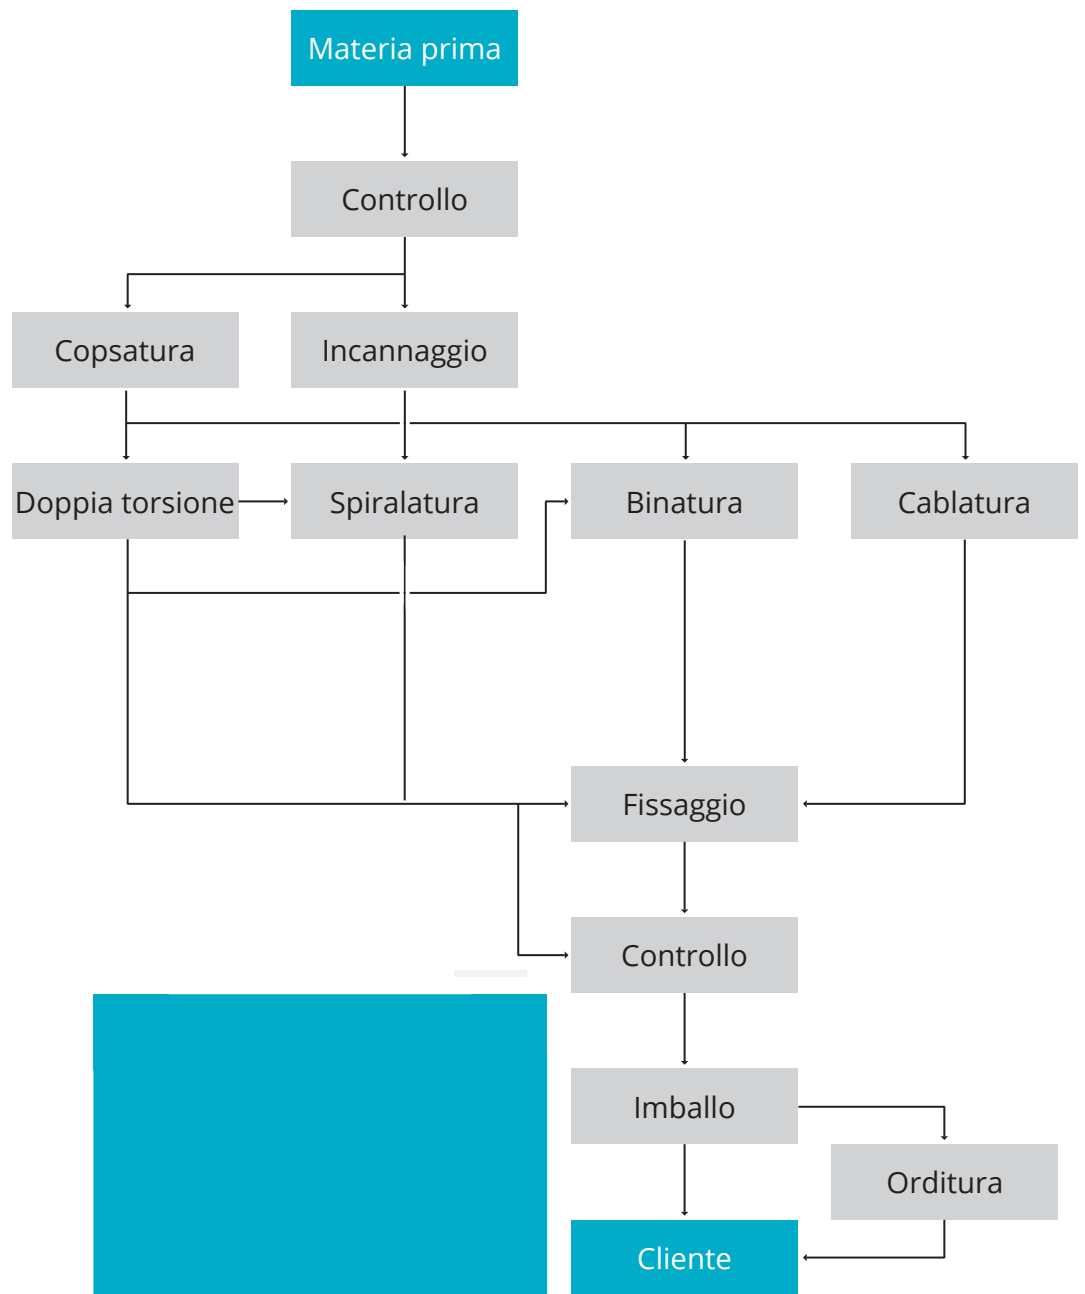 Materia prima
Controllo
Copsatura
Incannaggio
Doppia torsione
Spiralatura
Binatura
Cablatura
Fissaggio
Controllo
Imballo
Orditura
Cliente